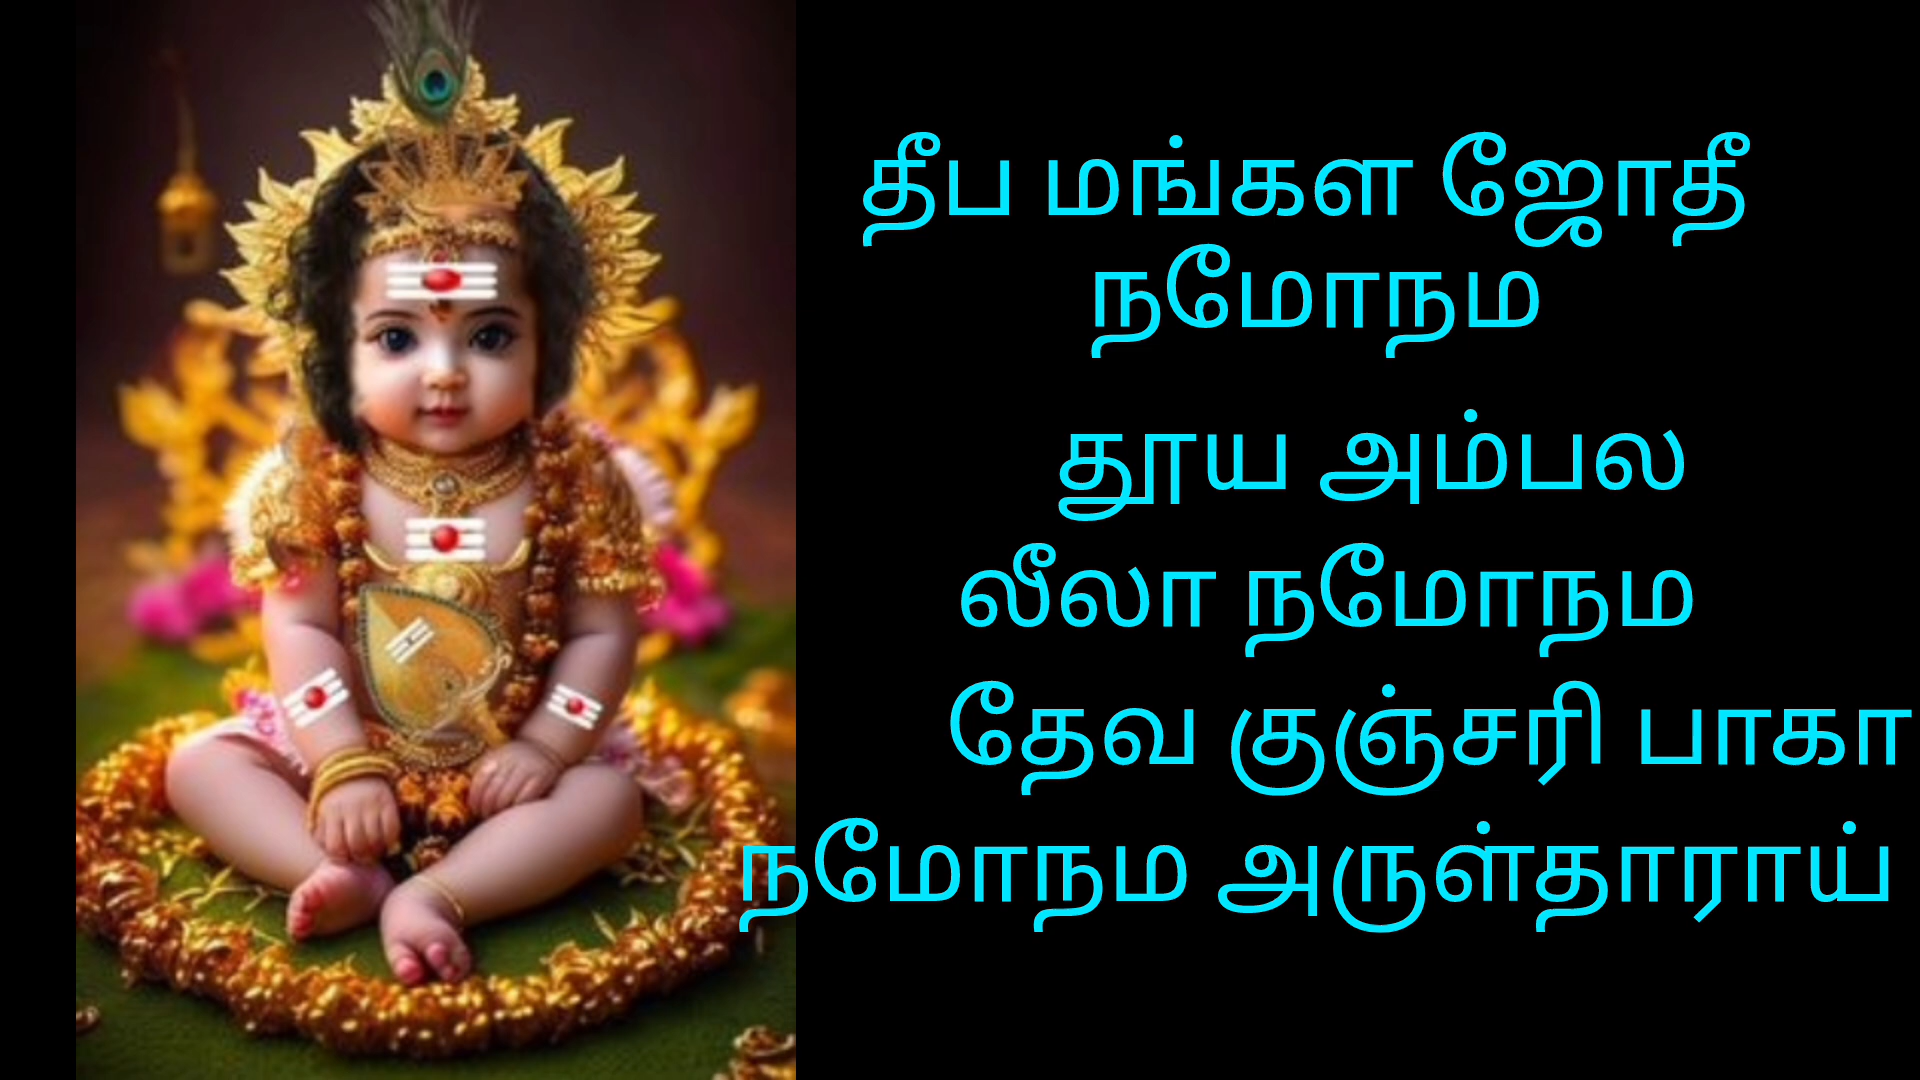 தீப மங்கள ஜோதீ
நமோநம
தூய அம்பல
லீலா நமோநம
தேவ குஞ்சரி பாகா
நமோநம அருள்தாராய்